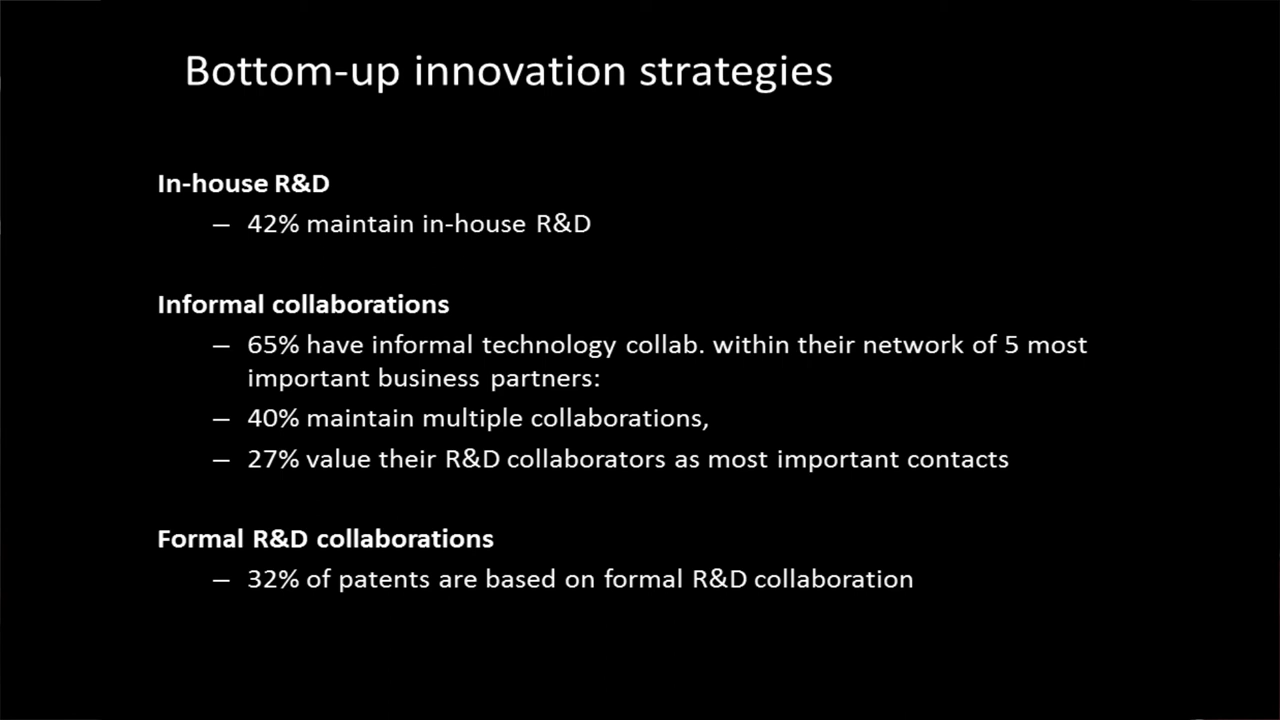 Bottom-up innovation strategies
In-house R&D
– 42% maintain in-house R&D
Informal collaborations
– 65% have informal technology collab. within their network of 5 most
important business partners:
– 40% maintain multiple collaborations,
– 27% value their R&D collaborators as most important contacts
Formal R&D collaborations
– 32% of patents are based on formal R&D collaboration